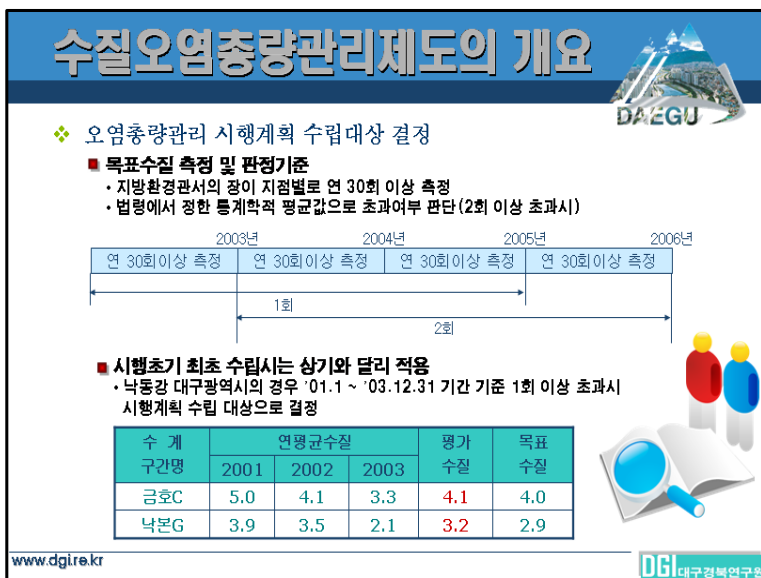 수질오염총량관리제도의 개요
DAEGU
오염총량관리 시행계획 수립대상 결정
목표수질 측정 및 판정기준
• 지방환경관서의 장이 지점별로 연 30회 이상 측정
• 법령에서 정한 통계학적 평균값으로 초과여부 판단(2회 이상 초과시)
2003년 2004년 2005년 2006년
연 30회이상 측정 연 30회이상 측정 연 30회이상 측정 연 30회이상 측정
1회
2회
시행초기 최초 수립시는 상기와 달리 적용
• 낙동강 대구광역시의 경우 '01.1 ~ '03.12.31 기간 기준 1회 이상 초과시
시행계획 수립 대상으로 결정
수 계 구간명 연평균수질 평가 수질 목표 수질
2001 2002 2003
금호C 5.0 4.1 3.3 4.1 4.0
낙본G 3.9 3.5 2.1 3.2 2.9
www.dgi.re.kr
DGI 대구경북연구원